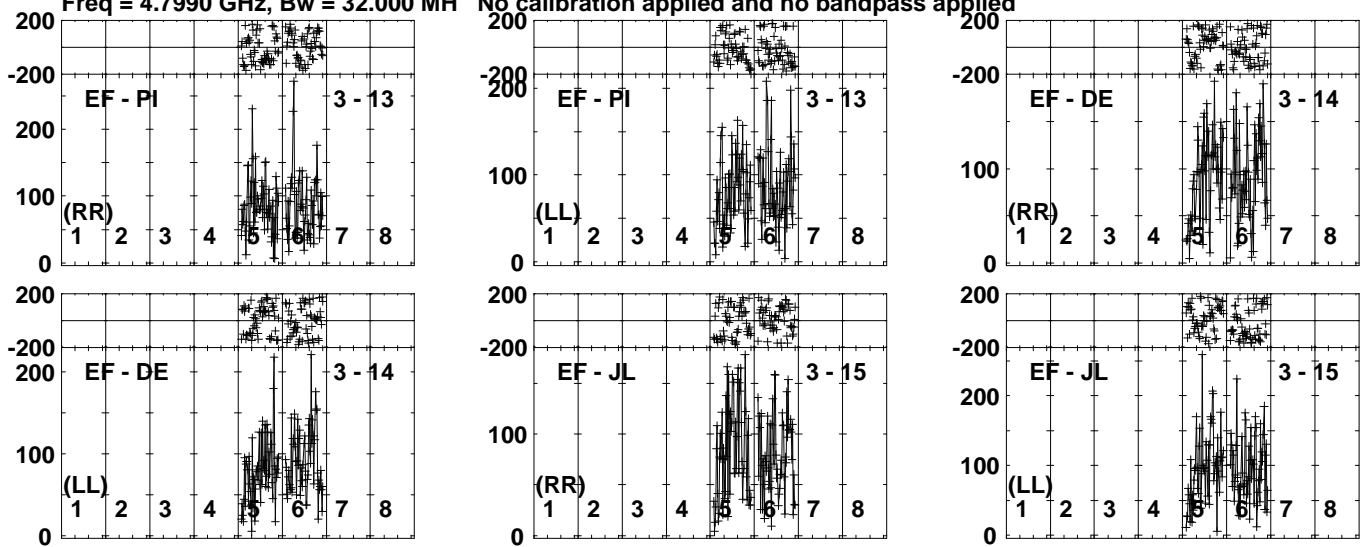 Freq = 4.7990 GHz, Bw = 32.000 MH No calibration applied and no bandpass applied
200
-200
EF - PI 3 - 13
200
100
(RR)
1 2 3 4 5 6 7 8
0
200
-200
200
EF - PI 3 - 13
100
(LL)
1 2 3 4 5 6 7 8
0
200
-200
EF - DE 3 - 14
100
(RR)
1 2 3 4 5 6 7 8
0
200
-200
EF - DE 3 - 14
200
100
(LL)
1 2 3 4 5 6 7 8
0
200
-200
EF - JL 3 - 15
100
(RR)
1 2 3 4 5 6 7 8
0
200
-200
EF - JL 3 - 15
200
100
(LL)
1 2 3 4 5 6 7 8
0